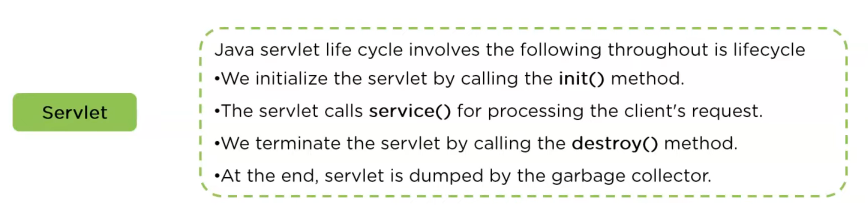 Java servlet life cycle involves the following throughout is lifecycle
•We initialize the servlet by calling the init() method.
Servlet
•The servlet calls service() for processing the client's request.
•We terminate the servlet by calling the destroy() method.
•At the end, servlet is dumped by the garbage collector.